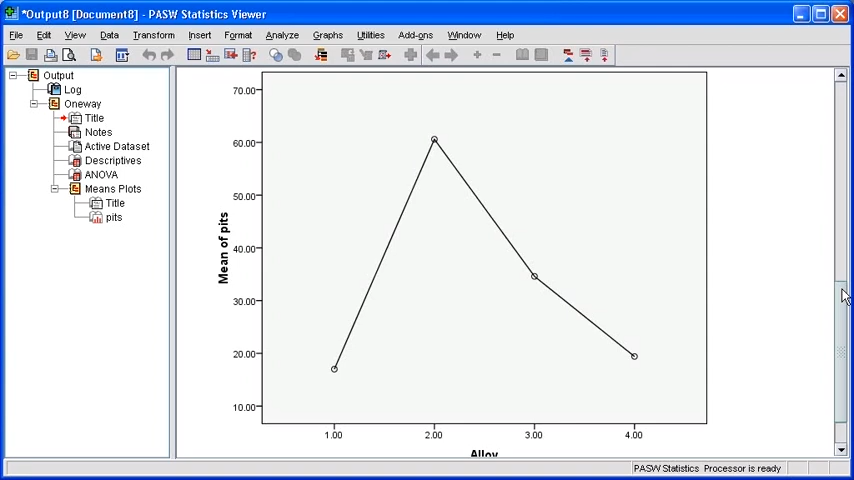 *Output8 [Document8] - PASW Statistics Viewer
File Edit View Data Transform Insert Format Analyze Graphs Utilities Add-ons Window Help
Output
Log
Oneway
Title
Notes
Active Dataset
Descriptives
ANOVA
Means Plots
Title
pits
70.00
60.00
50.00
40.00
30.00
20.00
10.00
Mean of pits
1.00 2.00 3.00 4.00
Alloy
PASW Statistics Processor is ready